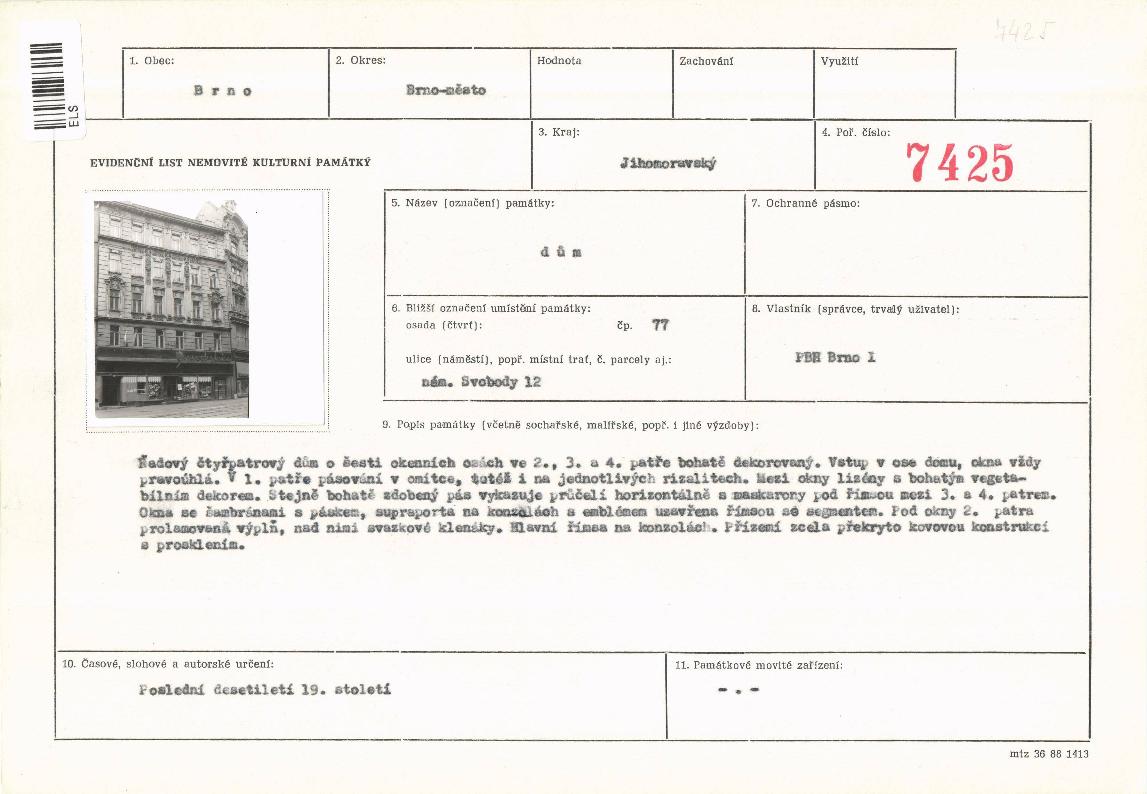 7425
ELS
1. Obec:
Brno
2. Okres:
Brno-město
Hodnota
Zachování
Využití
EVIDENČNÍ LIST NEMOVITÉ KULTURNÍ PAMÁTKY
3. Kraj:
Jihomoravský
4. Poř. číslo:
7425
5. Název (označení) památky:
dům
7. Ochranné pásmo:
6. Bližší označení umístění památky:
osada (čtvrť): čp. 77
ulice (náměstí), popř. místní trať, č. parcely aj.:
nám. Svobody 12
8. Vlastník (správce, trvalý uživatel):
PBH Brno 1
9. Popis památky (včetně sochařské, malířské, popř. i jiné výzdoby):
Řadový čtyřpatrový dům o šesti okenních osách ve 2., 3. a 4. patře bohatě dekorovaný. Vstup v ose domu, okna vždy
pravoúhlá. V 1. patře pásování v omítce, totéž i na jednotlivých rizalitech. Mezi okny lizény s bohatým vegeta-
bilním dekorem. Stejně bohatě zdobený pás vykazuje průčelí horizontálně s maskarony pod římsou mezi 3. a 4. patrem.
Okna se šambránami s páskem, supraporta na konzolách a emblémem uzavřena římsou se segmentem. Pod okny 2. patra
prolamovaná výplň, nad nimi svazkové klenáky. Hlavní římsa na konzolách. Přízemí zcela překryto kovovou konstrukcí
s prosklením.
10. Časové, slohové a autorské určení:
Poslední desetiletí 19. století
11. Památkové movité zařízení:
- . -
mtz 36 88 1413